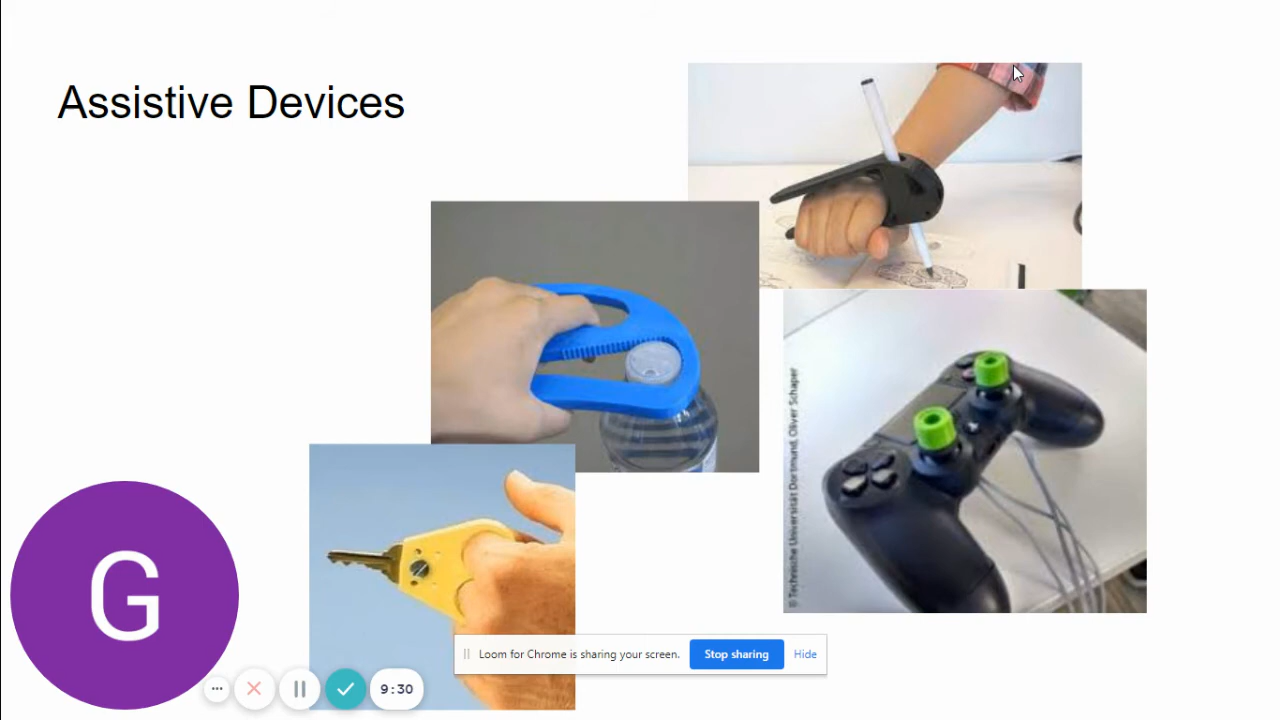 Assistive Devices
© Technische Universität Dortmund, Oliver Schaper
G
Loom for Chrome is sharing your screen.
Stop sharing
Hide
9:30